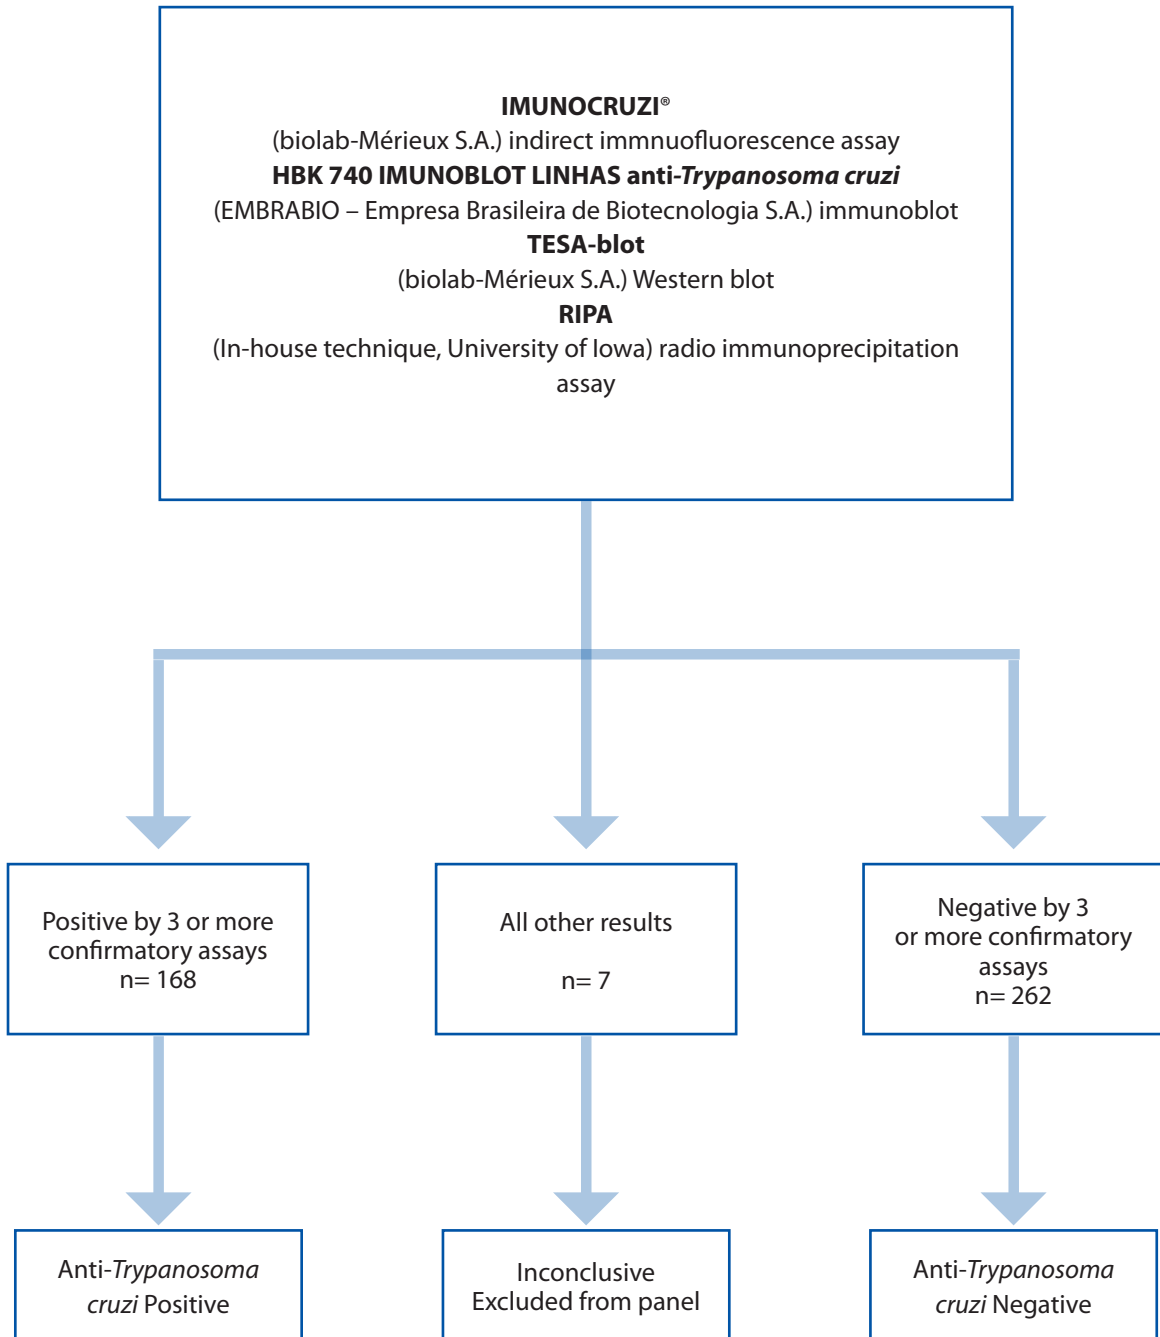 IMUNOCRUZI®
(biolab-Mérieux S.A.) indirect immnuofluorescence assay
HBK 740 IMUNOBLOT LINHAS anti-Trypanosoma cruzi
(EMBRABIO – Empresa Brasileira de Biotecnologia S.A.) immunoblot
TESA-blot
(biolab-Mérieux S.A.) Western blot
RIPA
(In-house technique, University of Iowa) radio immunoprecipitation
assay
Positive by 3 or more
confirmatory assays
n= 168
All other results
n= 7
Negative by 3
or more confirmatory
assays
n= 262
Anti-Trypanosoma
cruzi Positive
Inconclusive
Excluded from panel
Anti-Trypanosoma
cruzi Negative